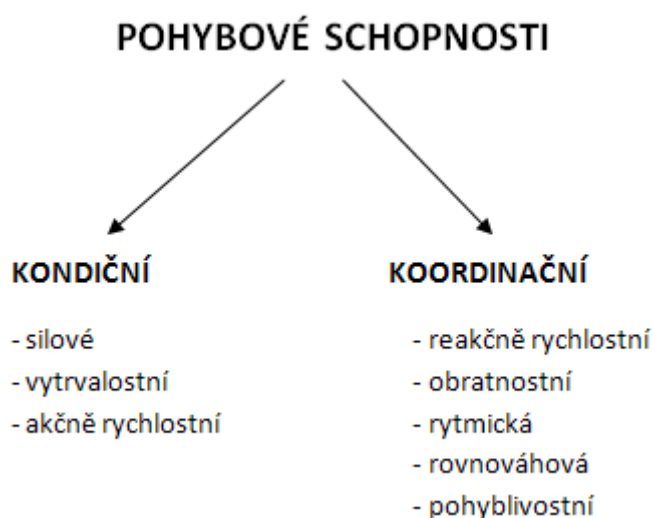 POHYBOVÉ SCHOPNOSTI
KONDIČNÍ
- silové
- vytrvalostní
- akčně rychlostní
KOORDINAČNÍ
- reakčně rychlostní
- obratnostní
- rytmická
- rovnováhová
- pohyblivostní